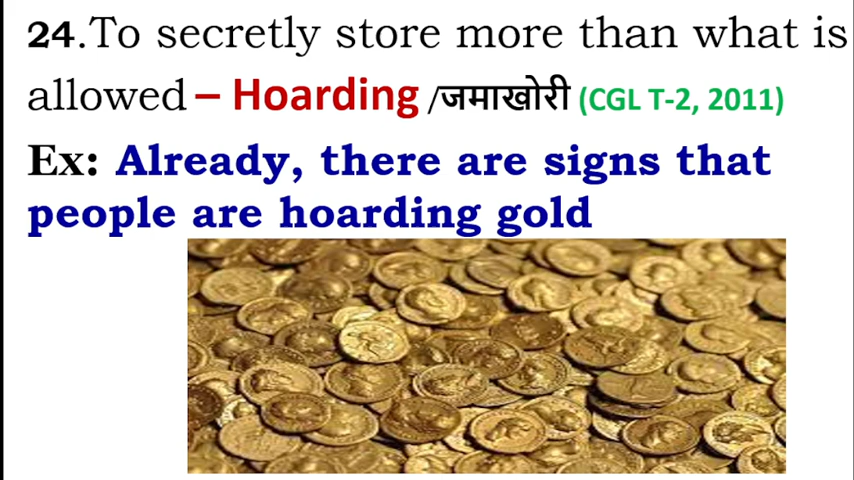 24.To secretly store more than what is
allowed – Hoarding /जमाखोरी (CGL T-2, 2011)
Ex: Already, there are signs that
people are hoarding gold